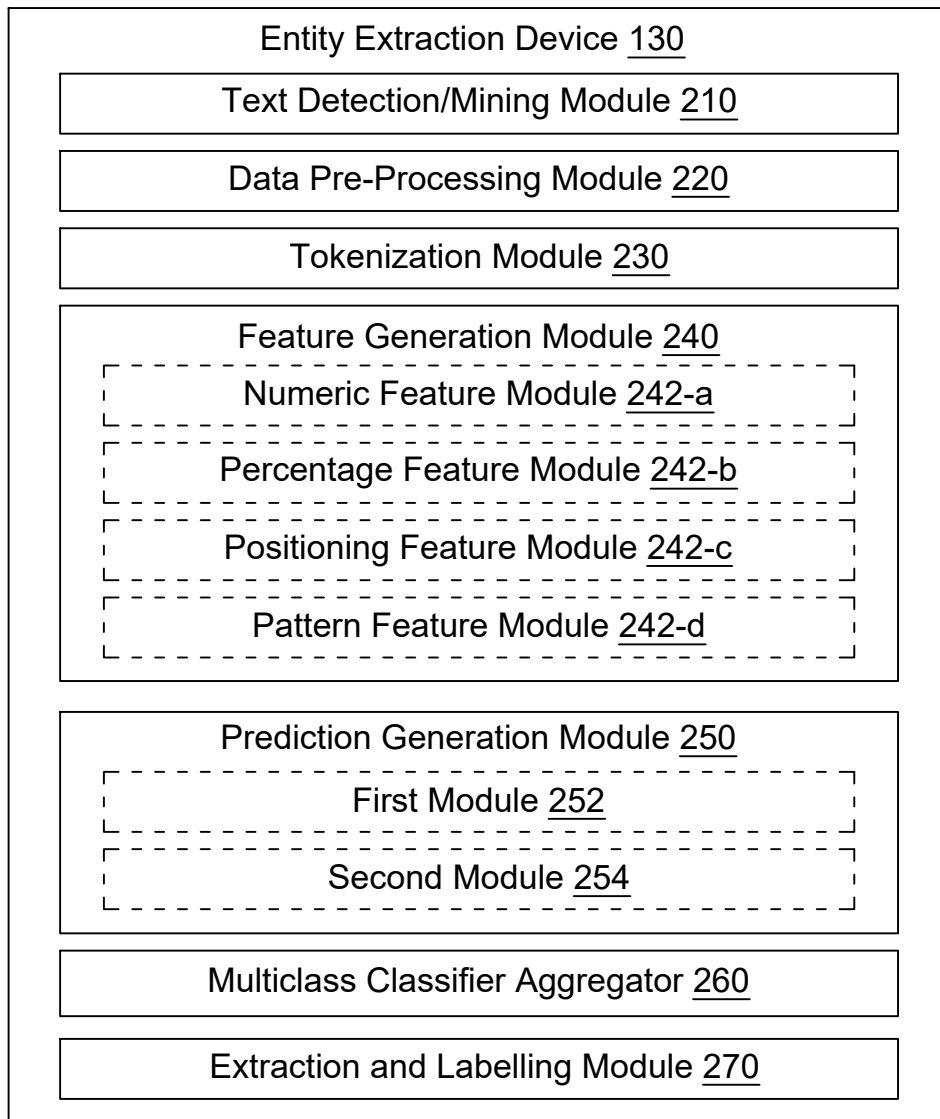 Entity Extraction Device 130
Text Detection/Mining Module 210
Data Pre-Processing Module 220
Tokenization Module 230
Feature Generation Module 240
Numeric Feature Module 242-a
Percentage Feature Module 242-b
Positioning Feature Module 242-c
Pattern Feature Module 242-d
Prediction Generation Module 250
First Module 252
Second Module 254
Multiclass Classifier Aggregator 260
Extraction and Labelling Module 270